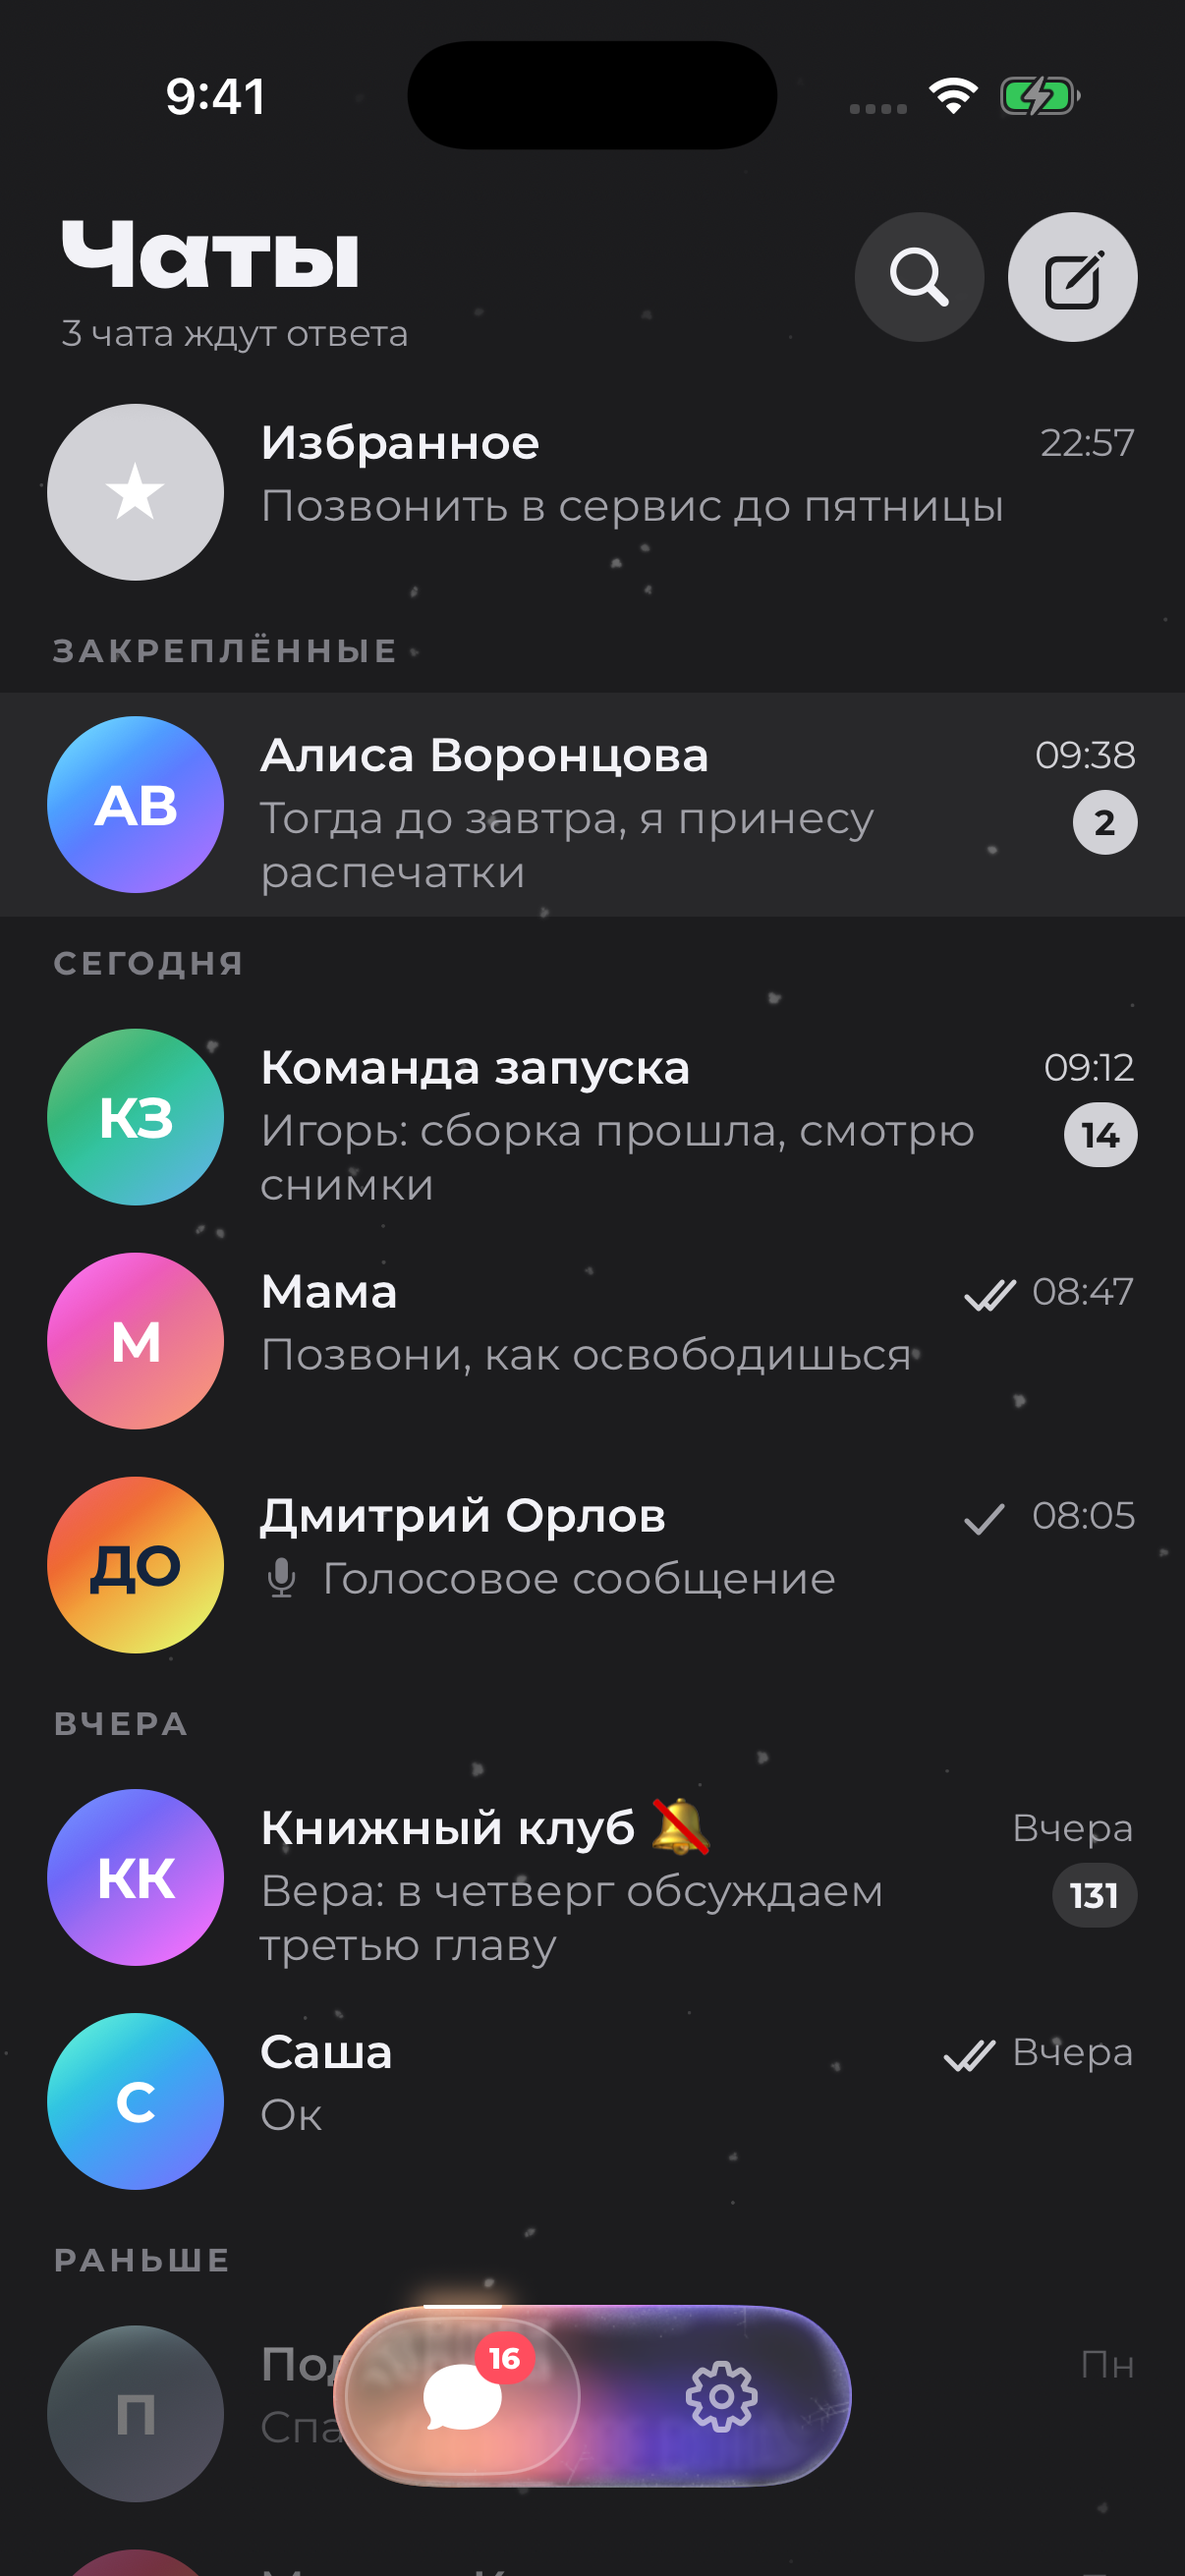 9:41
Чаты
3 чата ждут ответа
Избранное
22:57
Позвонить в сервис до пятницы
ЗАКРЕПЛЁННЫЕ
АВ
Алиса Воронцова
09:38
Тогда до завтра, я принесу
2
распечатки
СЕГОДНЯ
КЗ
Команда запуска
09:12
Игорь: сборка прошла, смотрю
14
снимки
М
Мама
08:47
Позвони, как освободишься
ДО
Дмитрий Орлов
08:05
Голосовое сообщение
ВЧЕРА
КК
Книжный клуб
Вчера
Вера: в четверг обсуждаем
131
третью главу
С
Саша
Вчера
Ок
РАНЬШЕ
П
Пн
16